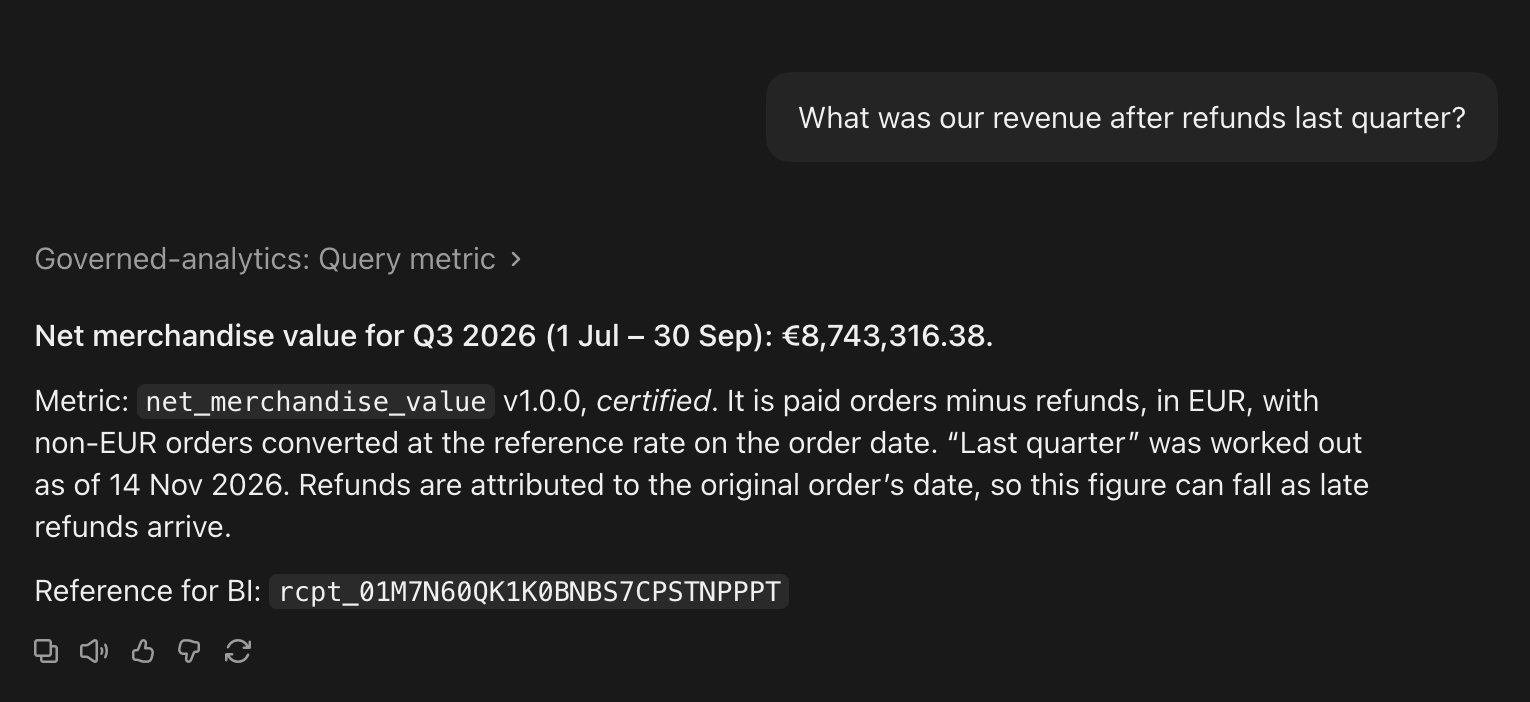 What was our revenue after refunds last quarter?
Governed-analytics: Query metric
Net merchandise value for Q3 2026 (1 Jul – 30 Sep): €8,743,316.38.
Metric: net_merchandise_value v1.0.0, certified. It is paid orders minus refunds, in EUR, with
non-EUR orders converted at the reference rate on the order date. “Last quarter” was worked out
as of 14 Nov 2026. Refunds are attributed to the original order’s date, so this figure can fall as late
refunds arrive.
Reference for BI: rcpt_01M7N60QK1K0BNBS7CPSTNPPPT